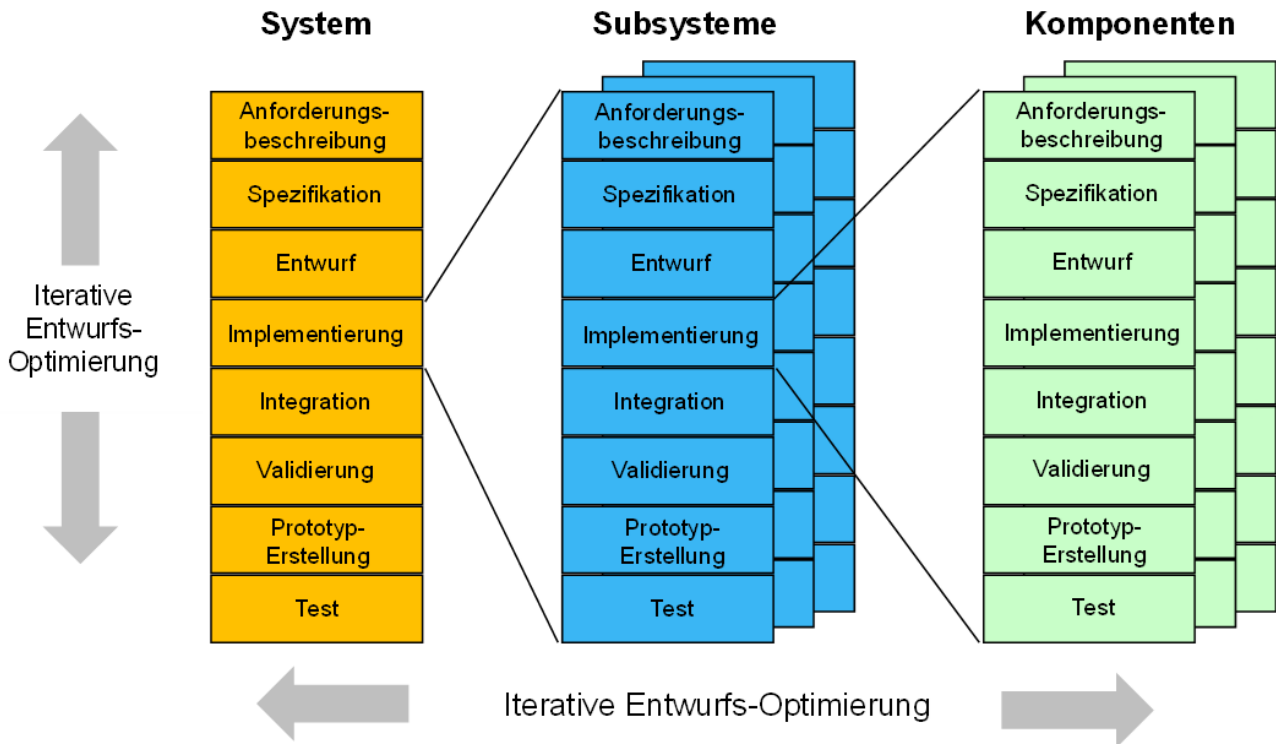 System
Subsysteme
Komponenten
Anforderungs-
beschreibung
Spezifikation
Entwurf
Implementierung
Integration
Validierung
Prototyp-
Erstellung
Test
Anforderungs-
beschreibung
Spezifikation
Entwurf
Implementierung
Integration
Validierung
Prototyp-
Erstellung
Test
Anforderungs-
beschreibung
Spezifikation
Entwurf
Implementierung
Integration
Validierung
Prototyp-
Erstellung
Test
Iterative
Entwurfs-
Optimierung
Iterative Entwurfs-Optimierung